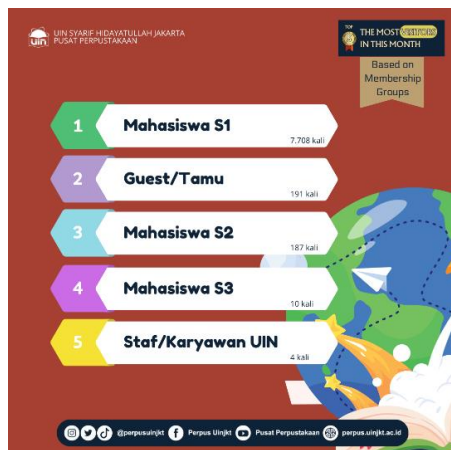 UIN SYARIF HIDAYATULLAH JAKARTA
PUSAT PERPUSTAKAAN
uin
TOP
THE MOST VISITORS
IN THIS MONTH
Based on
Membership
Groups
1
Mahasiswa S1
7.708 kali
2
Guest/Tamu
191 kali
3
Mahasiswa S2
187 kali
4
Mahasiswa S3
10 kali
5
Staf/Karyawan UIN
4 kali
@perpusuinjkt
Perpus Uinjkt
Pusat Perpustakaan
perpus.uinjkt.ac.id